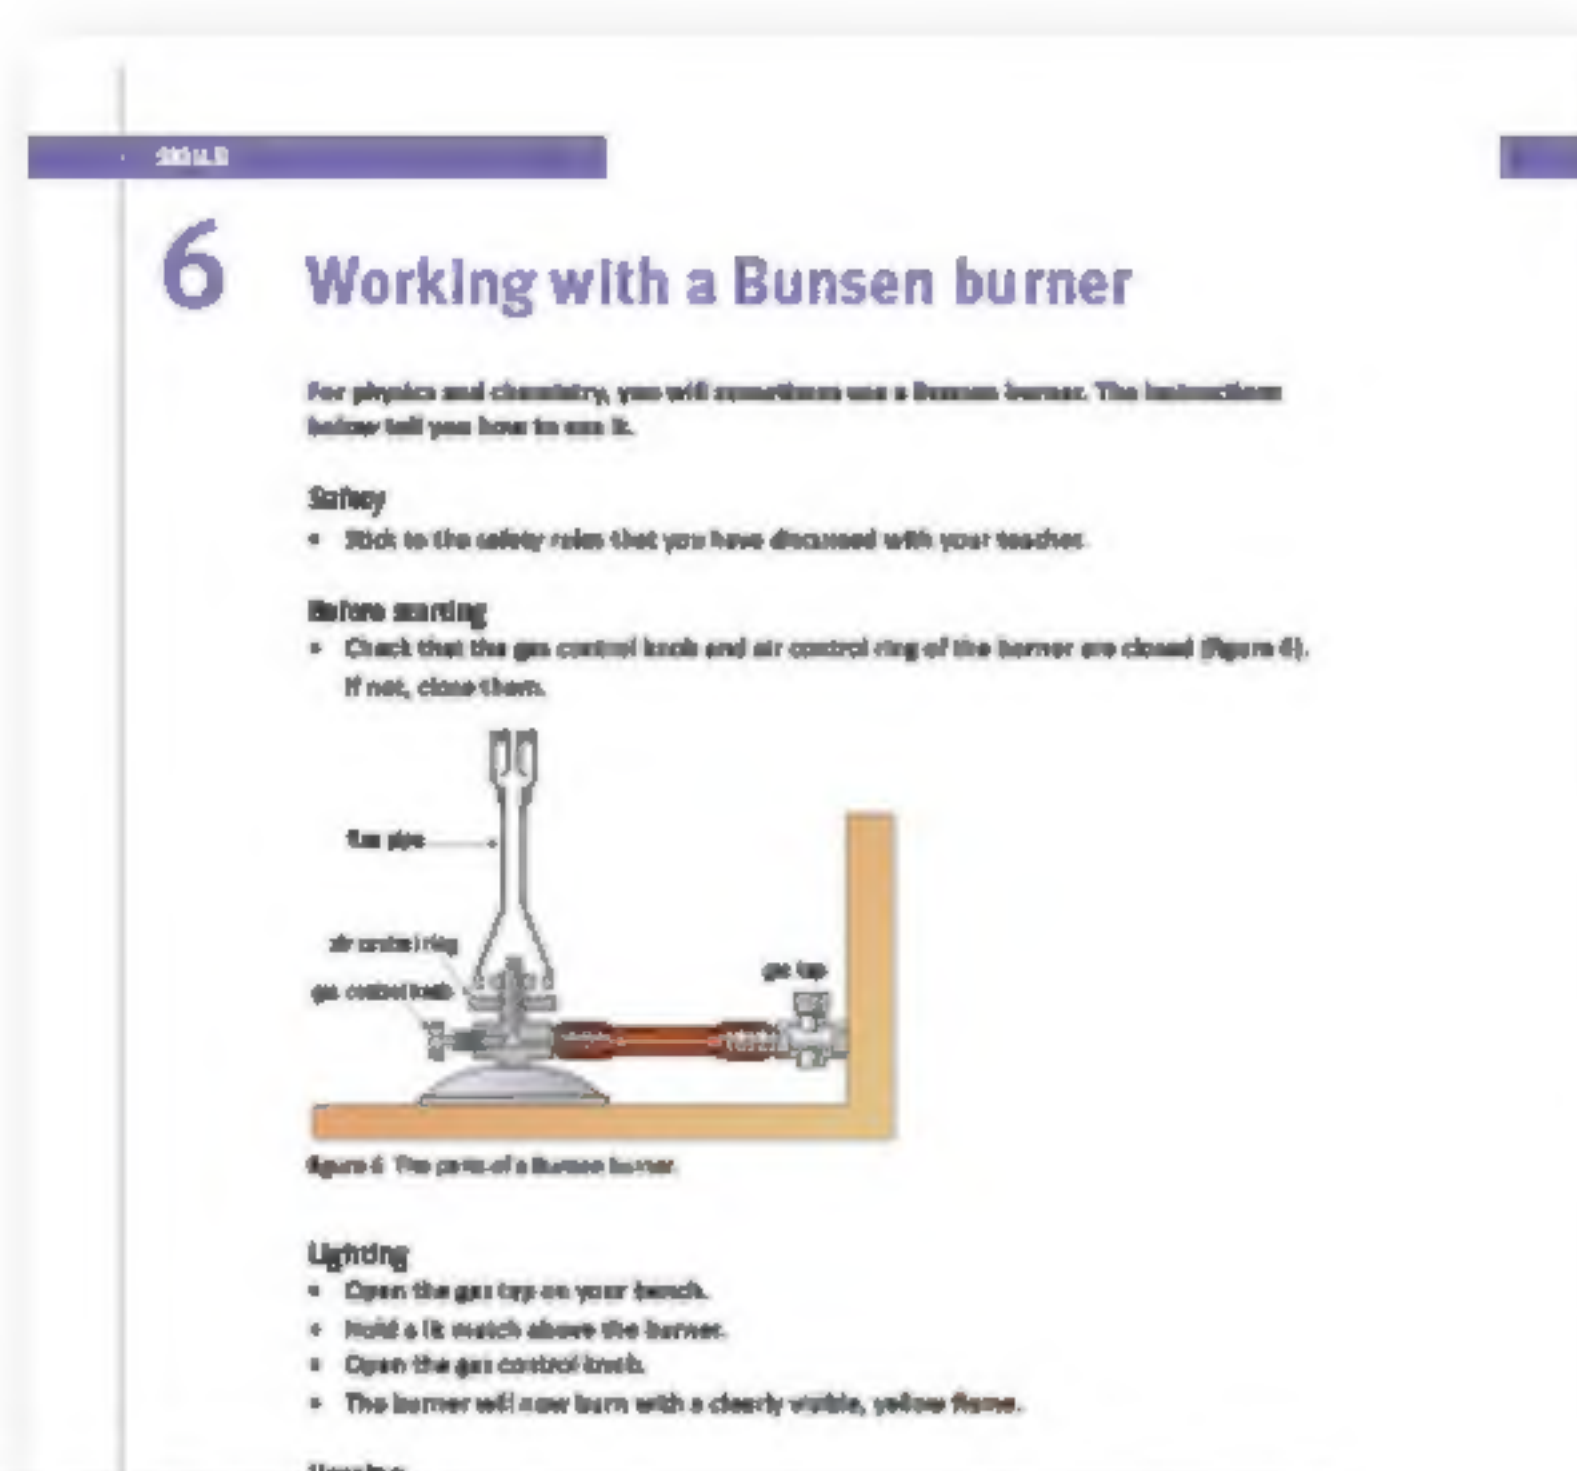 SKILLS
6 Working with a Bunsen burner
For physics and chemistry, you will sometimes use a Bunsen burner. The instructions
below tell you how to use it.
Safety
• Stick to the safety rules that you have discussed with your teacher.
Before starting
• Check that the gas control knob and air control ring of the burner are closed (figure 6).
If not, close them.
flue pipe
air control ring
gas control knob
gas tap
figure 6 The parts of a Bunsen burner.
Lighting
• Open the gas tap on your bench.
• Hold a lit match above the burner.
• Open the gas control knob.
• The burner will now burn with a clearly visible, yellow flame.